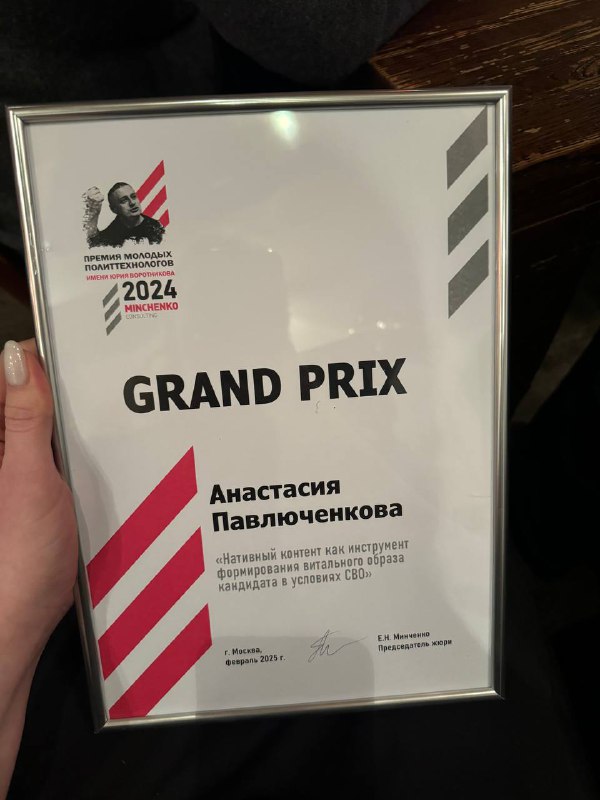 ПРЕМИЯ МОЛОДЫХ
ПОЛИТТЕХНОЛОГОВ
ИМЕНИ ЮРИЯ ВОРОТНИКОВА
2024
MINCHENKO
CONSULTING
GRAND PRIX
Анастасия
Павлюченкова
«Нативный контент как инструмент
формирования витального образа
кандидата в условиях СВО»
г. Москва,
февраль 2025 г.
Е.Н. Минченко
Председатель жюри